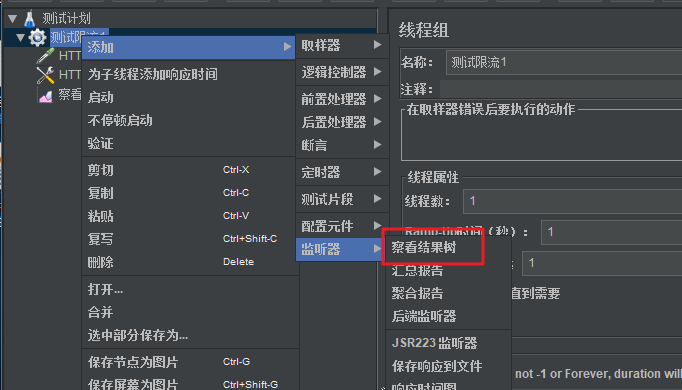 测试计划
测试限流1
HTT
HTT
察看
添加
为子线程添加响应时间
启动
不停顿启动
验证
剪切 Ctrl-X
复制 Ctrl-C
粘贴 Ctrl-V
复写 Ctrl+Shift-C
删除 Delete
打开...
合并
选中部分保存为...
保存节点为图片 Ctrl-G
保存屏幕为图片 Ctrl+Shift-G
取样器
逻辑控制器
前置处理器
后置处理器
断言
定时器
测试片段
配置元件
监听器
察看结果树
汇总报告
聚合报告
后端监听器
JSR223 监听器
保存响应到文件
响应时间图
线程组
名称: 测试限流1
注释:
在取样器错误后要执行的动作
线程属性
线程数: 1
Ramp-Up时间(秒): 1
1
直到需要
not -1 or Forever, duration will